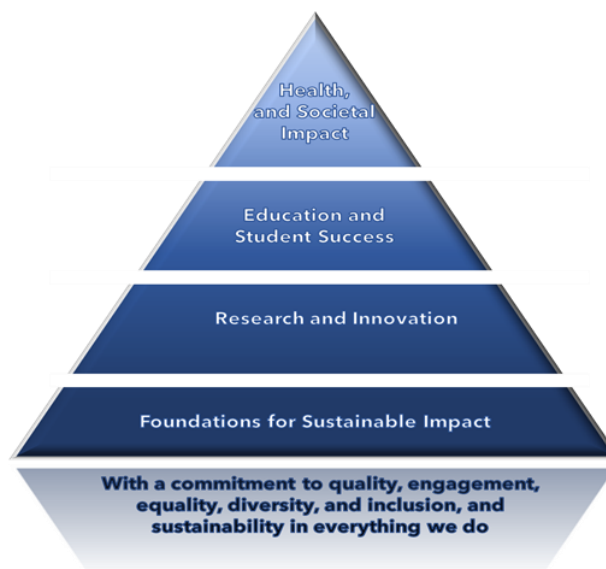 Health,
and Societal
Impact
Education and
Student Success
Research and Innovation
Foundations for Sustainable Impact
With a commitment to quality, engagement,
equality, diversity, and inclusion, and
sustainability in everything we do